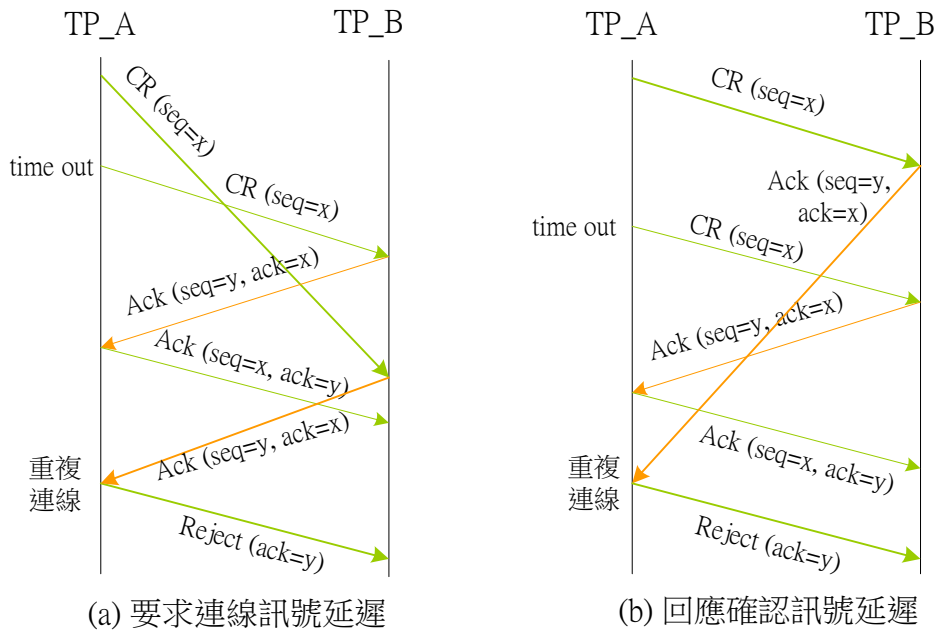 TP_A
TP_B
CR (seq=x)
time out
CR (seq=x)
Ack (seq=y, ack=x)
Ack (seq=x, ack=y)
Ack (seq=y, ack=x)
重複
連線
Reject (ack=y)
(a) 要求連線訊號延遲
TP_A
TP_B
CR (seq=x)
Ack (seq=y,
ack=x)
time out
CR (seq=x)
Ack (seq=y, ack=x)
Ack (seq=x, ack=y)
重複
連線
Reject (ack=y)
(b) 回應確認訊號延遲